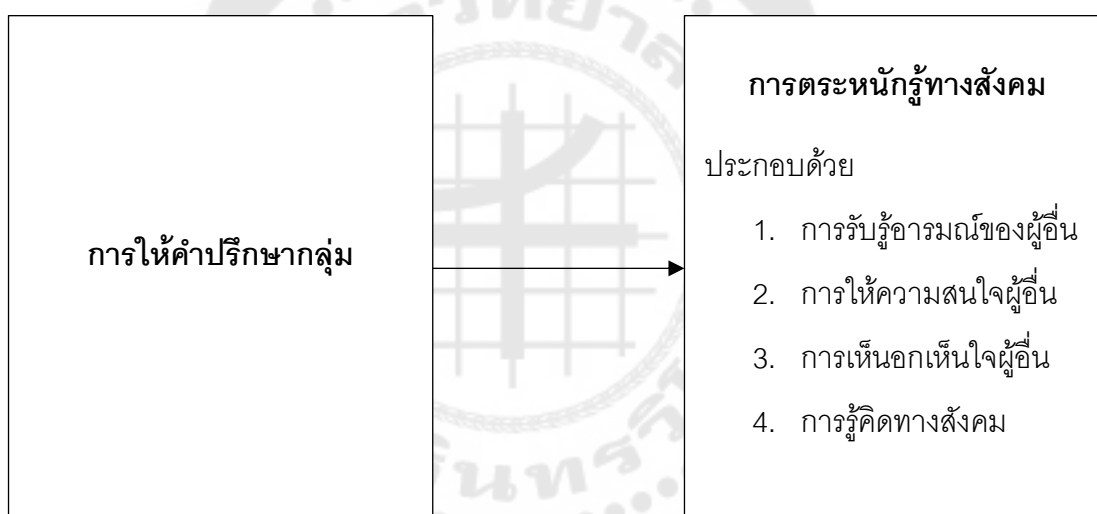 การให้คำปรึกษากลุ่ม
การตระหนักรู้ทางสังคม
ประกอบด้วย
1. การรับรู้อารมณ์ของผู้อื่น
2. การให้ความสนใจผู้อื่น
3. การเห็นอกเห็นใจผู้อื่น
4. การรู้คิดทางสังคม